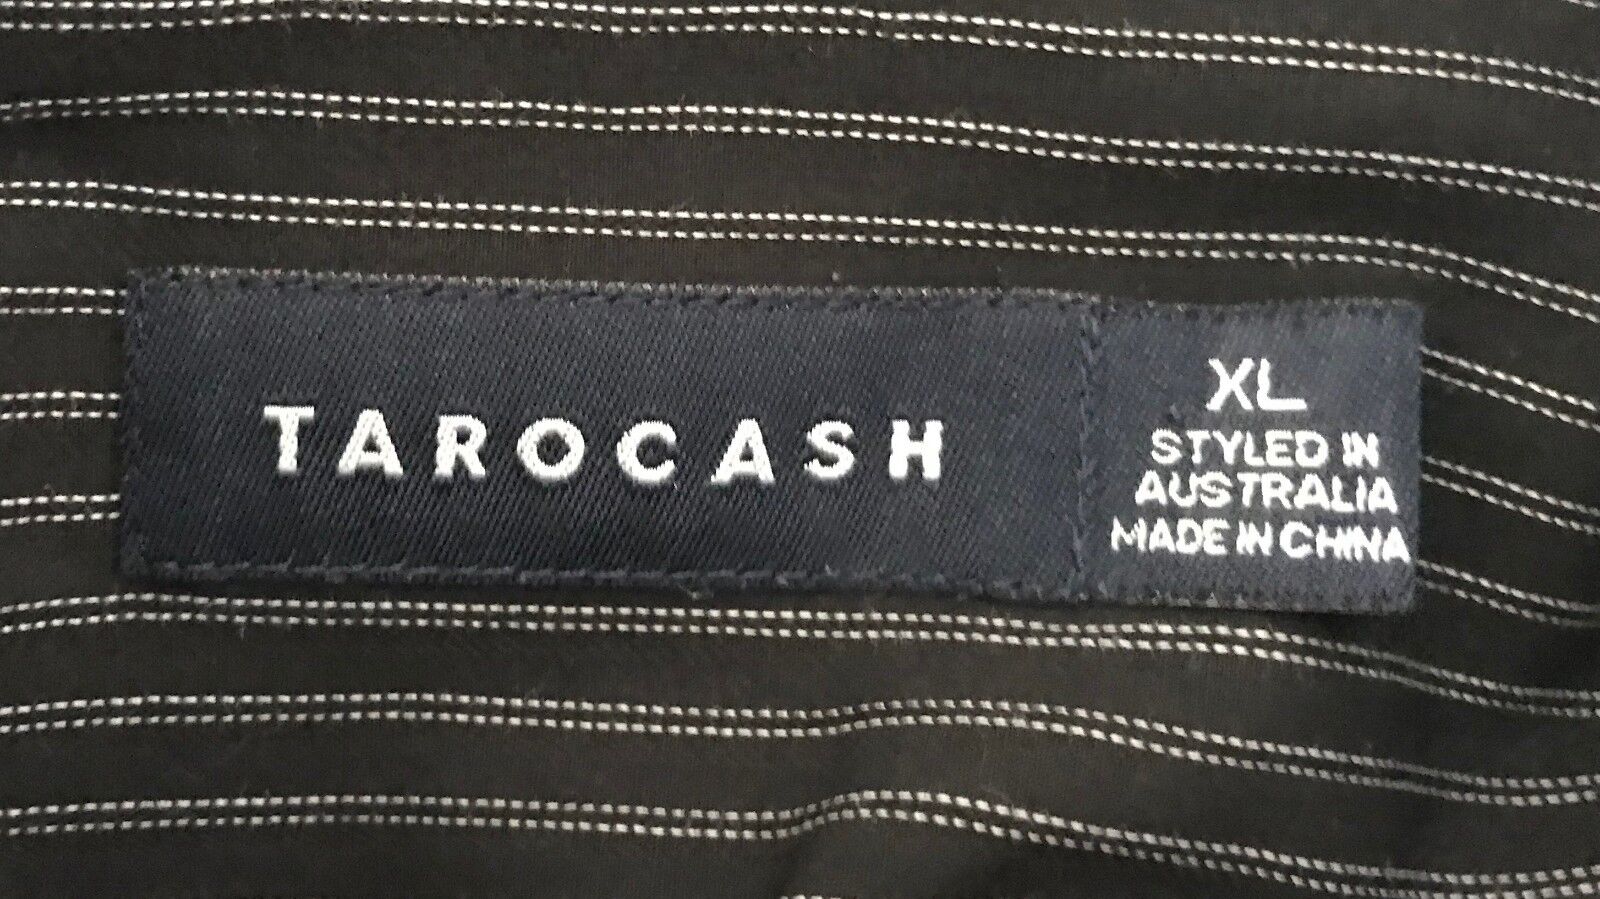 TAROCASH
XL
STYLED IN
AUSTRALIA
MADE IN CHINA